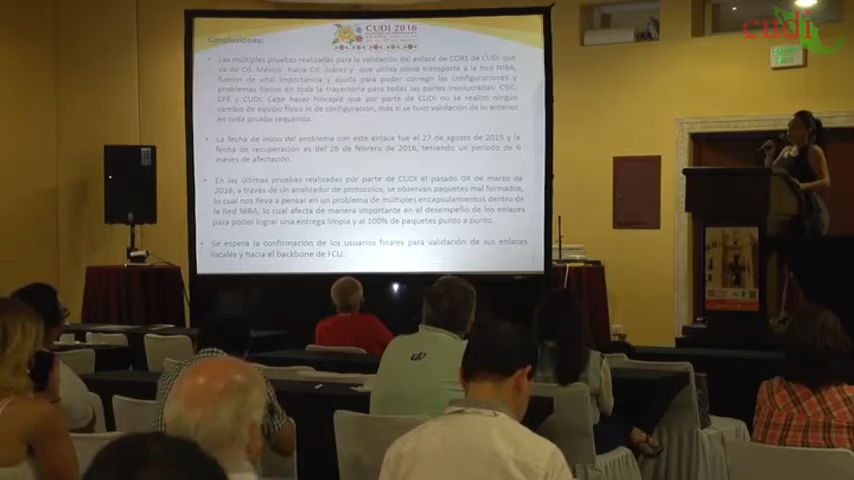 cudi
CUDI 2016
Conclusiones:
• Las múltiples pruebas realizadas para la validación del enlace de CORE de CUDI que
va de Cd. México hacia Cd. Juárez y que utiliza como transporte a la Red NIBA,
fueron de vital importancia y ayuda para poder corregir las configuraciones y
problemas físicos en toda la trayectoria para todas las partes involucradas: CSIC,
CFE y CUDI. Cabe hacer hincapié que por parte de CUDI no se realizó ningún
cambio de equipo físico ni de configuración, más si se tuvo validación de lo anterior
en toda prueba requerida.
• La fecha de inicio del problema con este enlace fue el 27 de agosto de 2015 y la
fecha de recuperación es del 29 de febrero de 2016, teniendo un periodo de 6
meses de afectación.
• En las últimas pruebas realizadas por parte de CUDI el pasado 04 de marzo de
2016, a través de un analizador de protocolos, se observan paquetes mal formados,
lo cual nos lleva a pensar en un problema de múltiples encapsulamientos dentro de
la Red NIBA, lo cual afecta de manera importante en el desempeño de los enlaces
para poder lograr una entrega limpia y al 100% de paquetes punto a punto.
• Se espera la confirmación de los usuarios finales para validación de sus enlaces
locales y hacia el backbone de FCU.